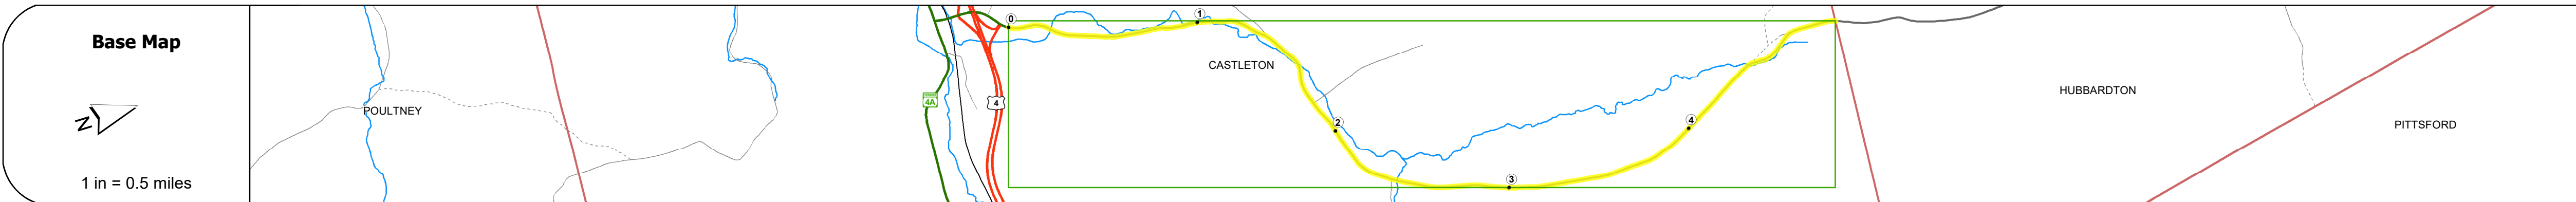 Base Map
N
1 in = 0.5 miles
POULTNEY
4A
4
0
1
CASTLETON
2
3
4
HUBBARDTON
PITTSFORD